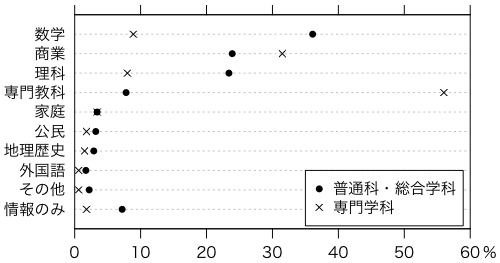 数学
商業
理科
専門教科
家庭
公民
地理歴史
外国語
その他
情報のみ
普通科・総合学科
専門学科
0 10 20 30 40 50 60 %